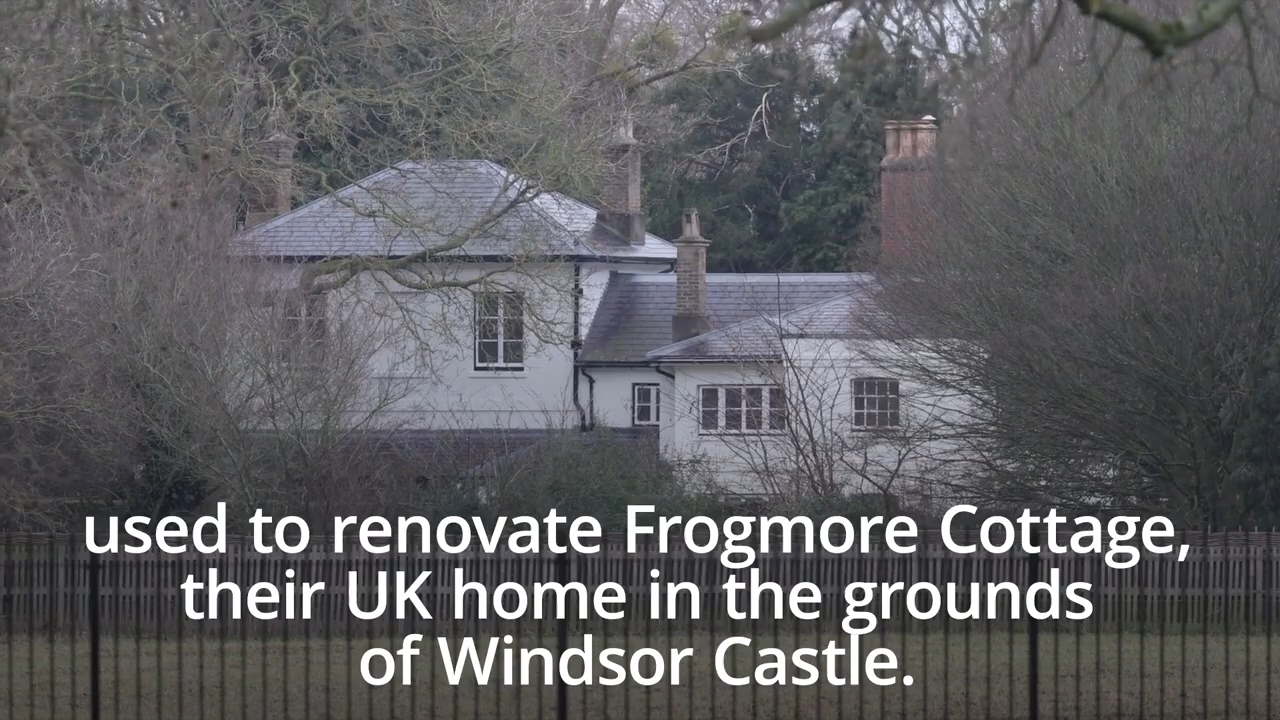 used to renovate Frogmore Cottage,
their UK home in the grounds
of Windsor Castle.